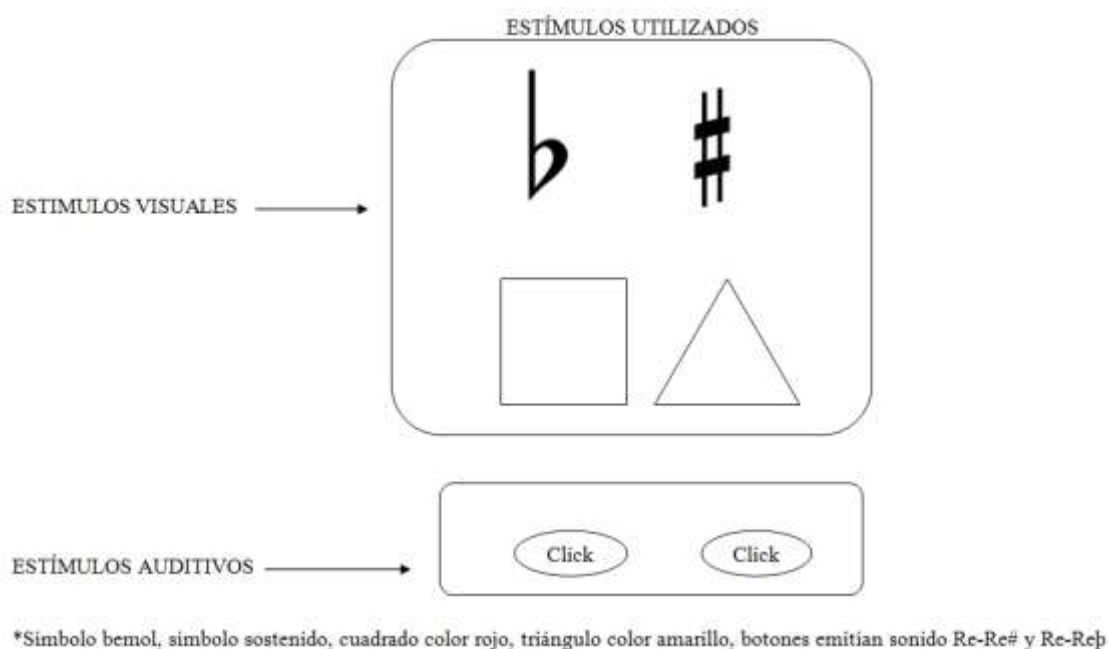 ESTÍMULOS UTILIZADOS
♭ ♯
ESTIMULOS VISUALES
Click Click
ESTÍMULOS AUDITIVOS
*Simbolo bemol, simbolo sostenido, cuadrado color rojo, triángulo color amarillo, botones emitían sonido Re-Re# y Re-Reþ